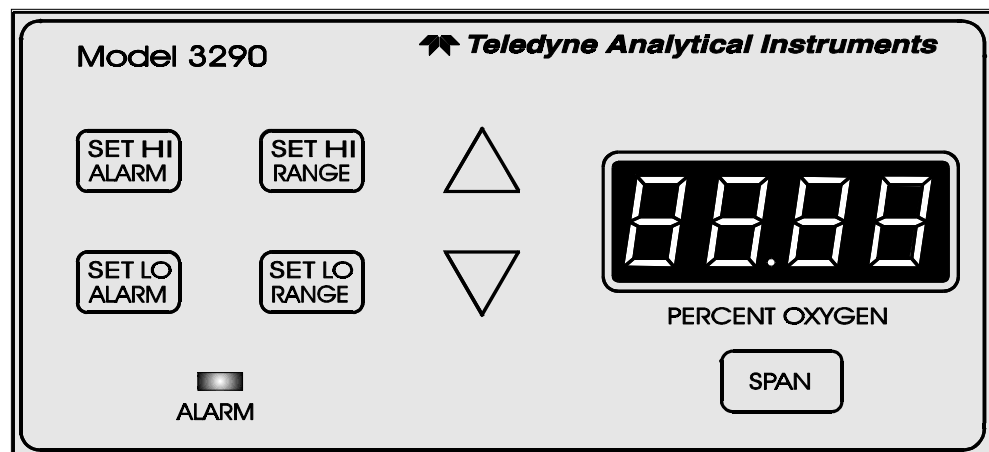 Model 3290
Teledyne Analytical Instruments
SET HI
ALARM
SET HI
RANGE
SET LO
ALARM
SET LO
RANGE
88.88
PERCENT OXYGEN
SPAN
ALARM